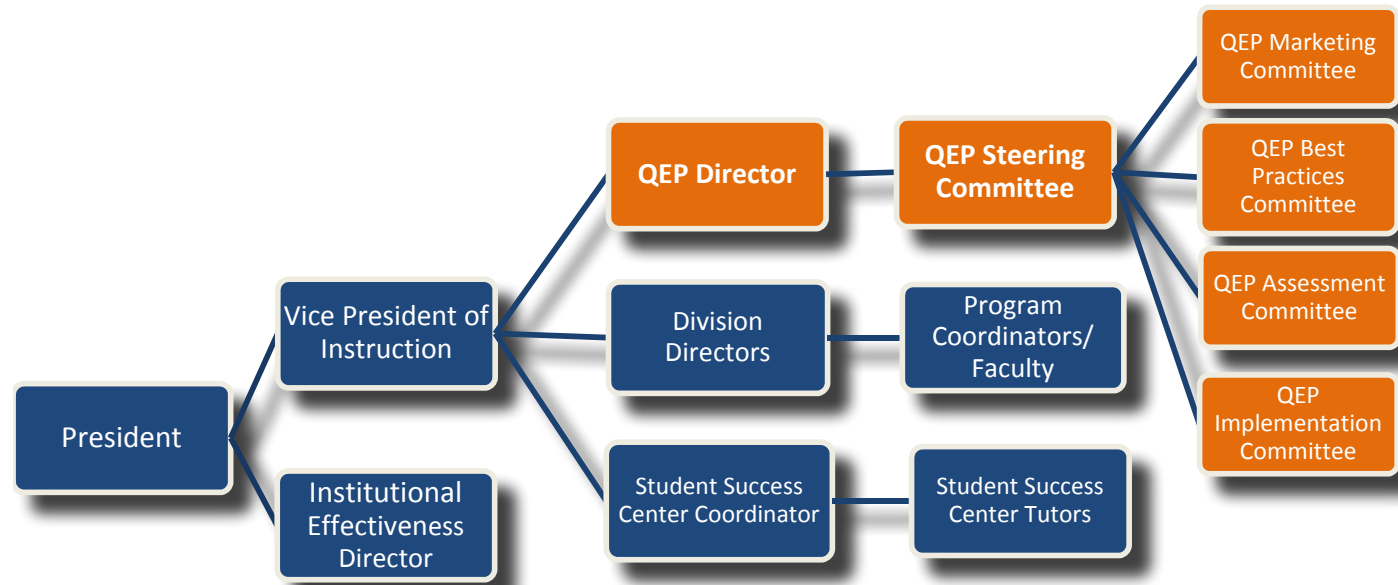 President
Vice President of
Instruction
Institutional
Effectiveness
Director
QEP Director
Division
Directors
Student Success
Center Coordinator
QEP Steering
Committee
Program
Coordinators/
Faculty
Student Success
Center Tutors
QEP Marketing
Committee
QEP Best
Practices
Committee
QEP Assessment
Committee
QEP
Implementation
Committee